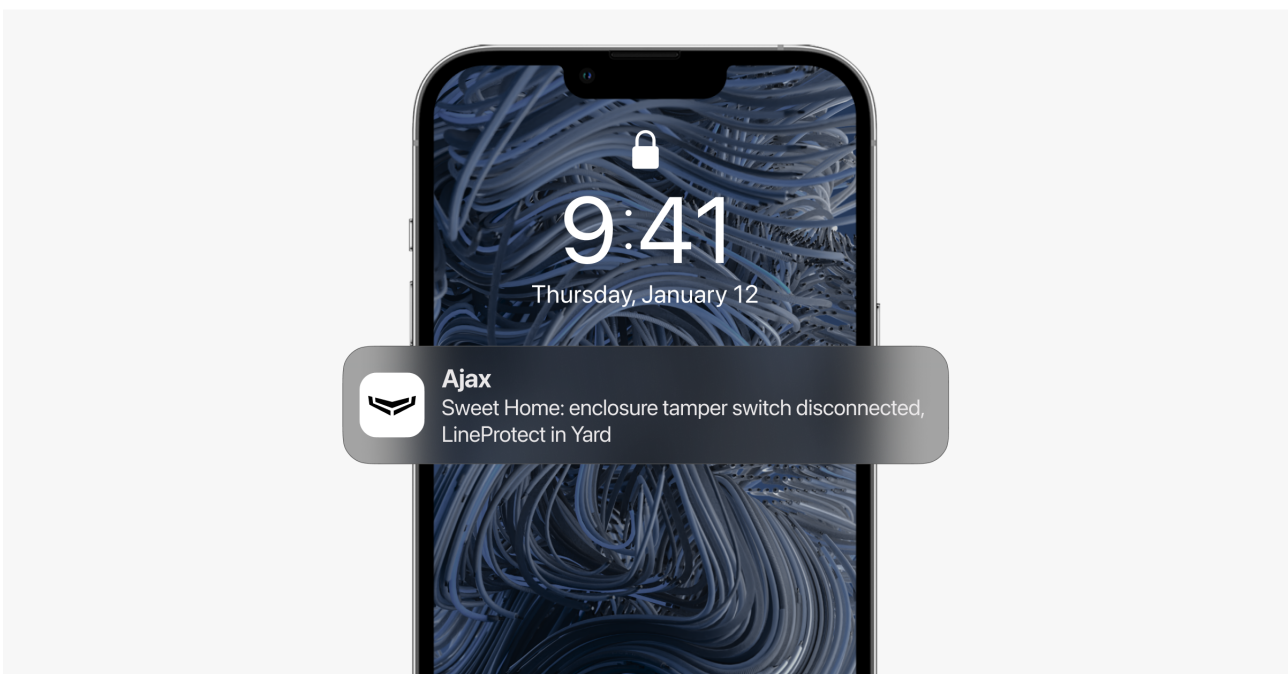 9:41
Thursday, January 12
Ajax
Sweet Home: enclosure tamper switch disconnected,
LineProtect in Yard